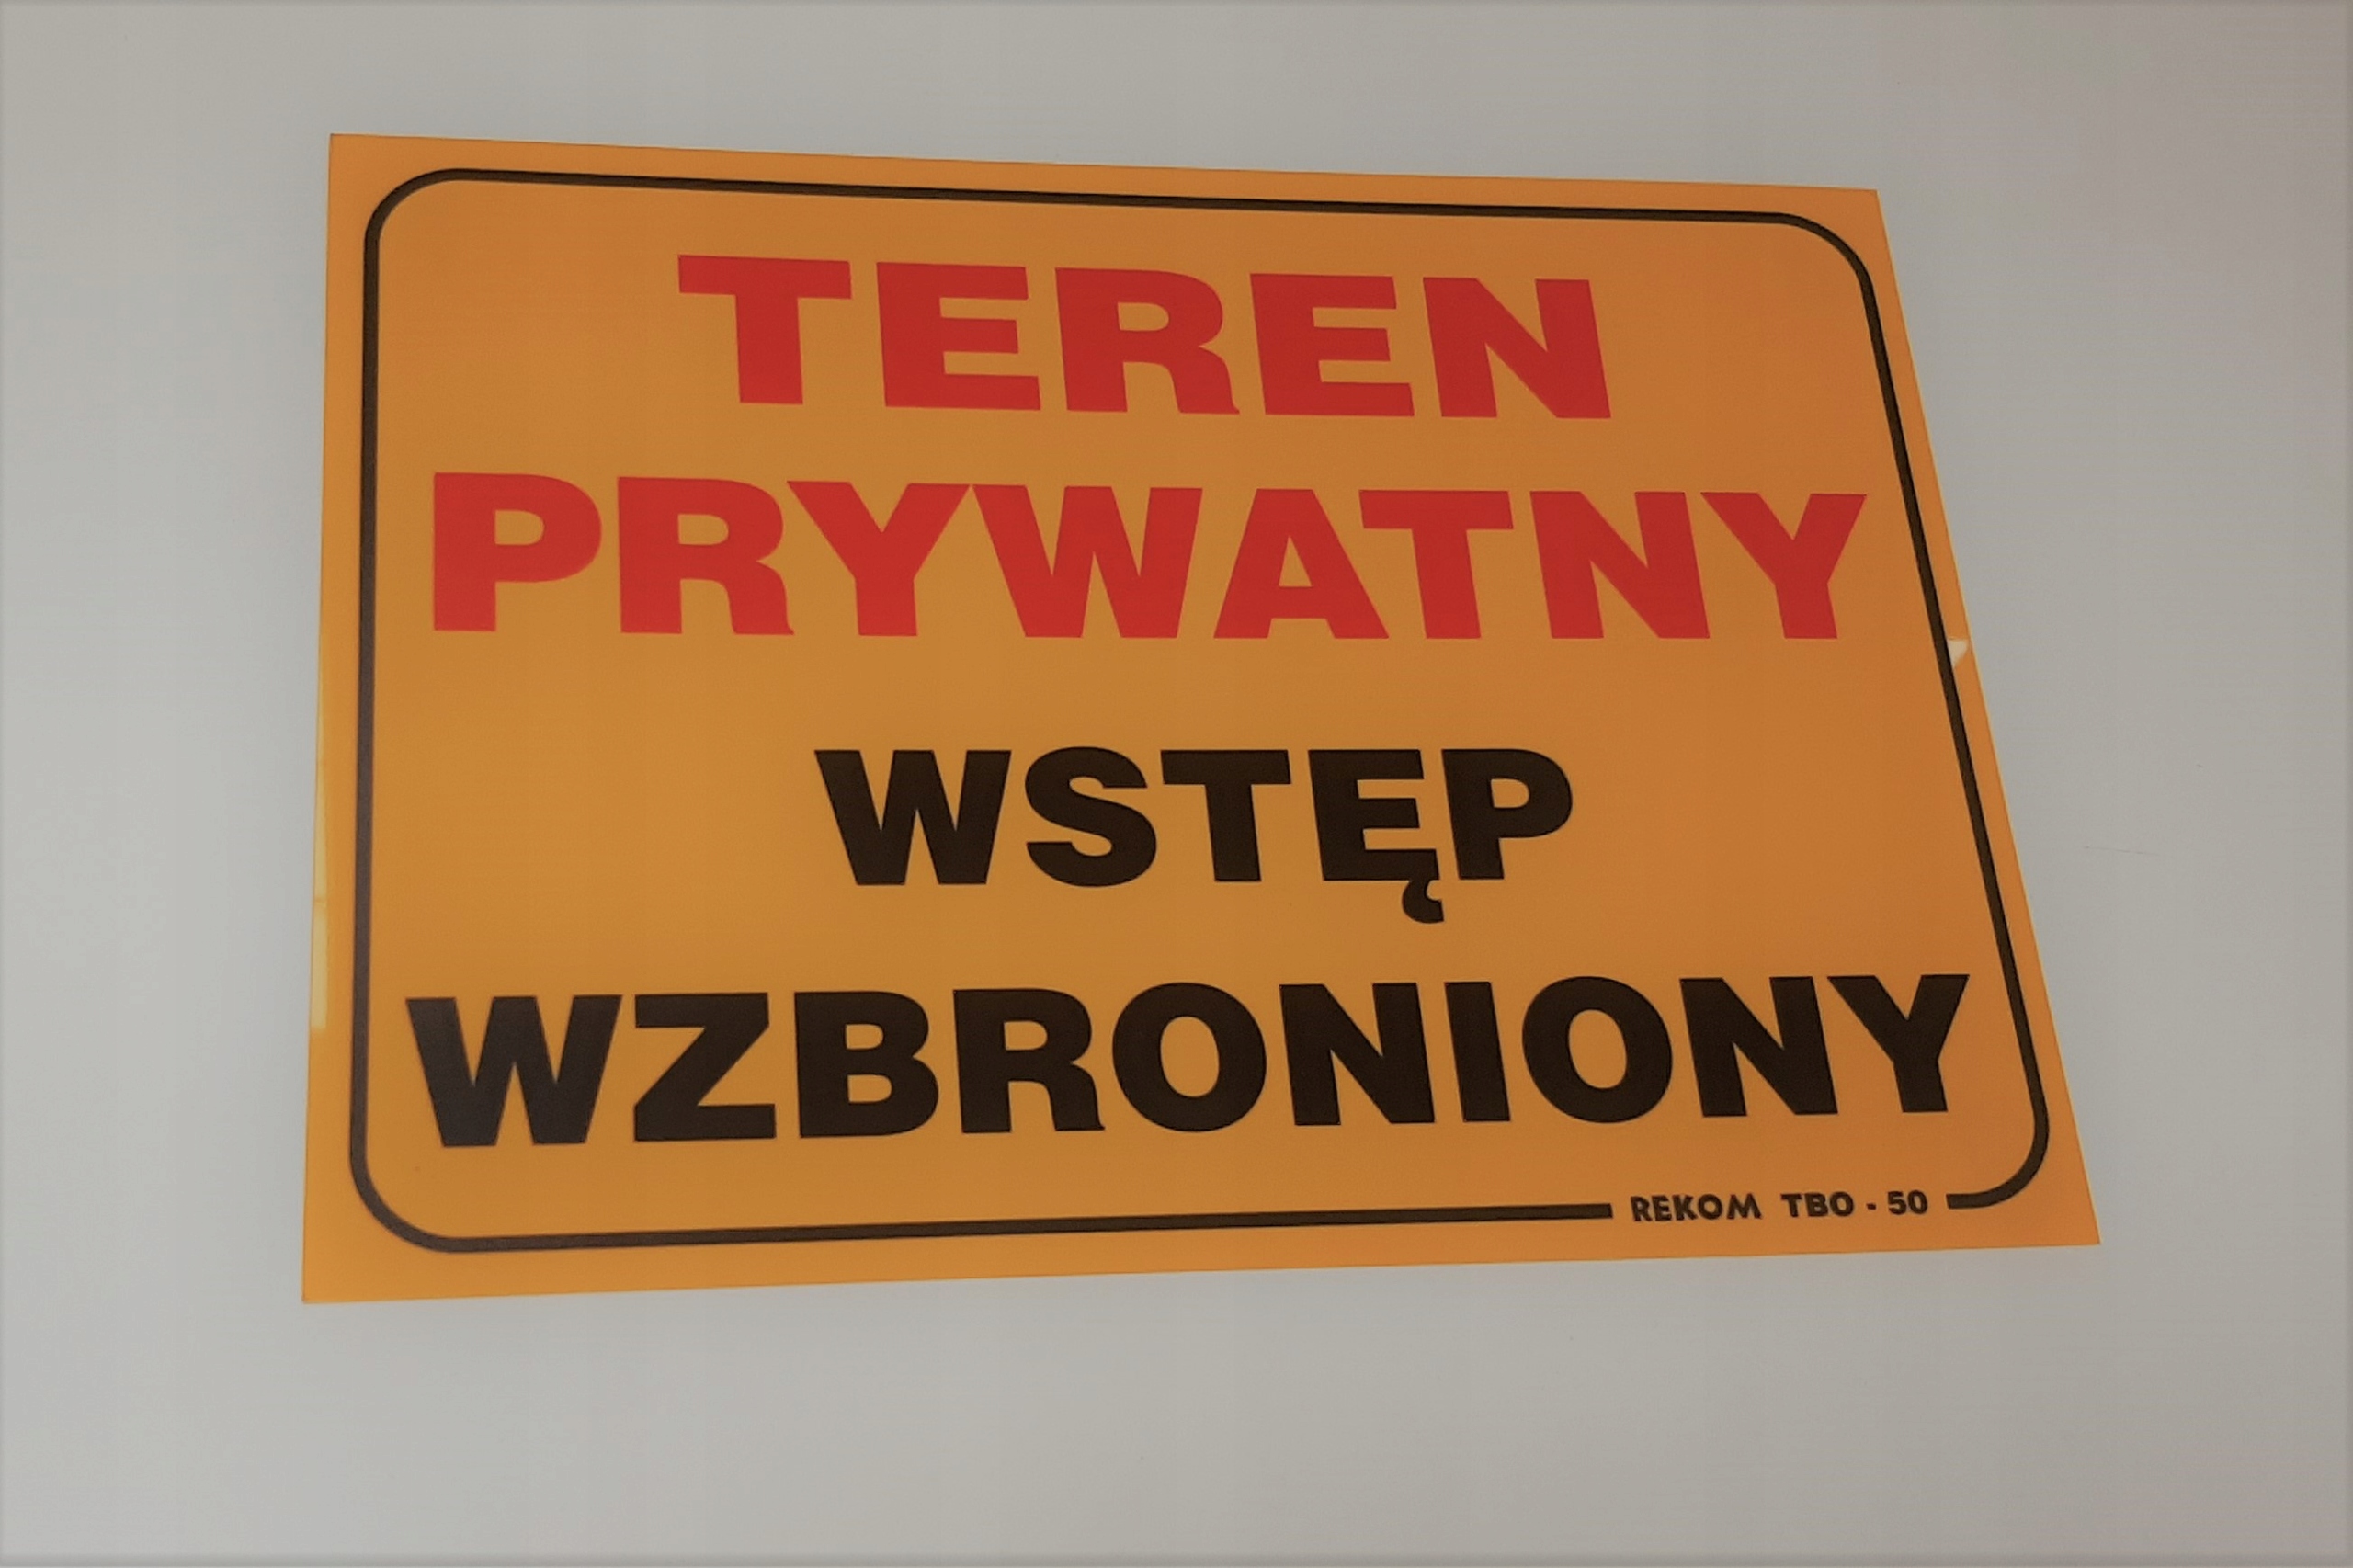 TEREN
PRYWATNY
WSTĘP
WZBRONIONY
REKOM TBO - 50